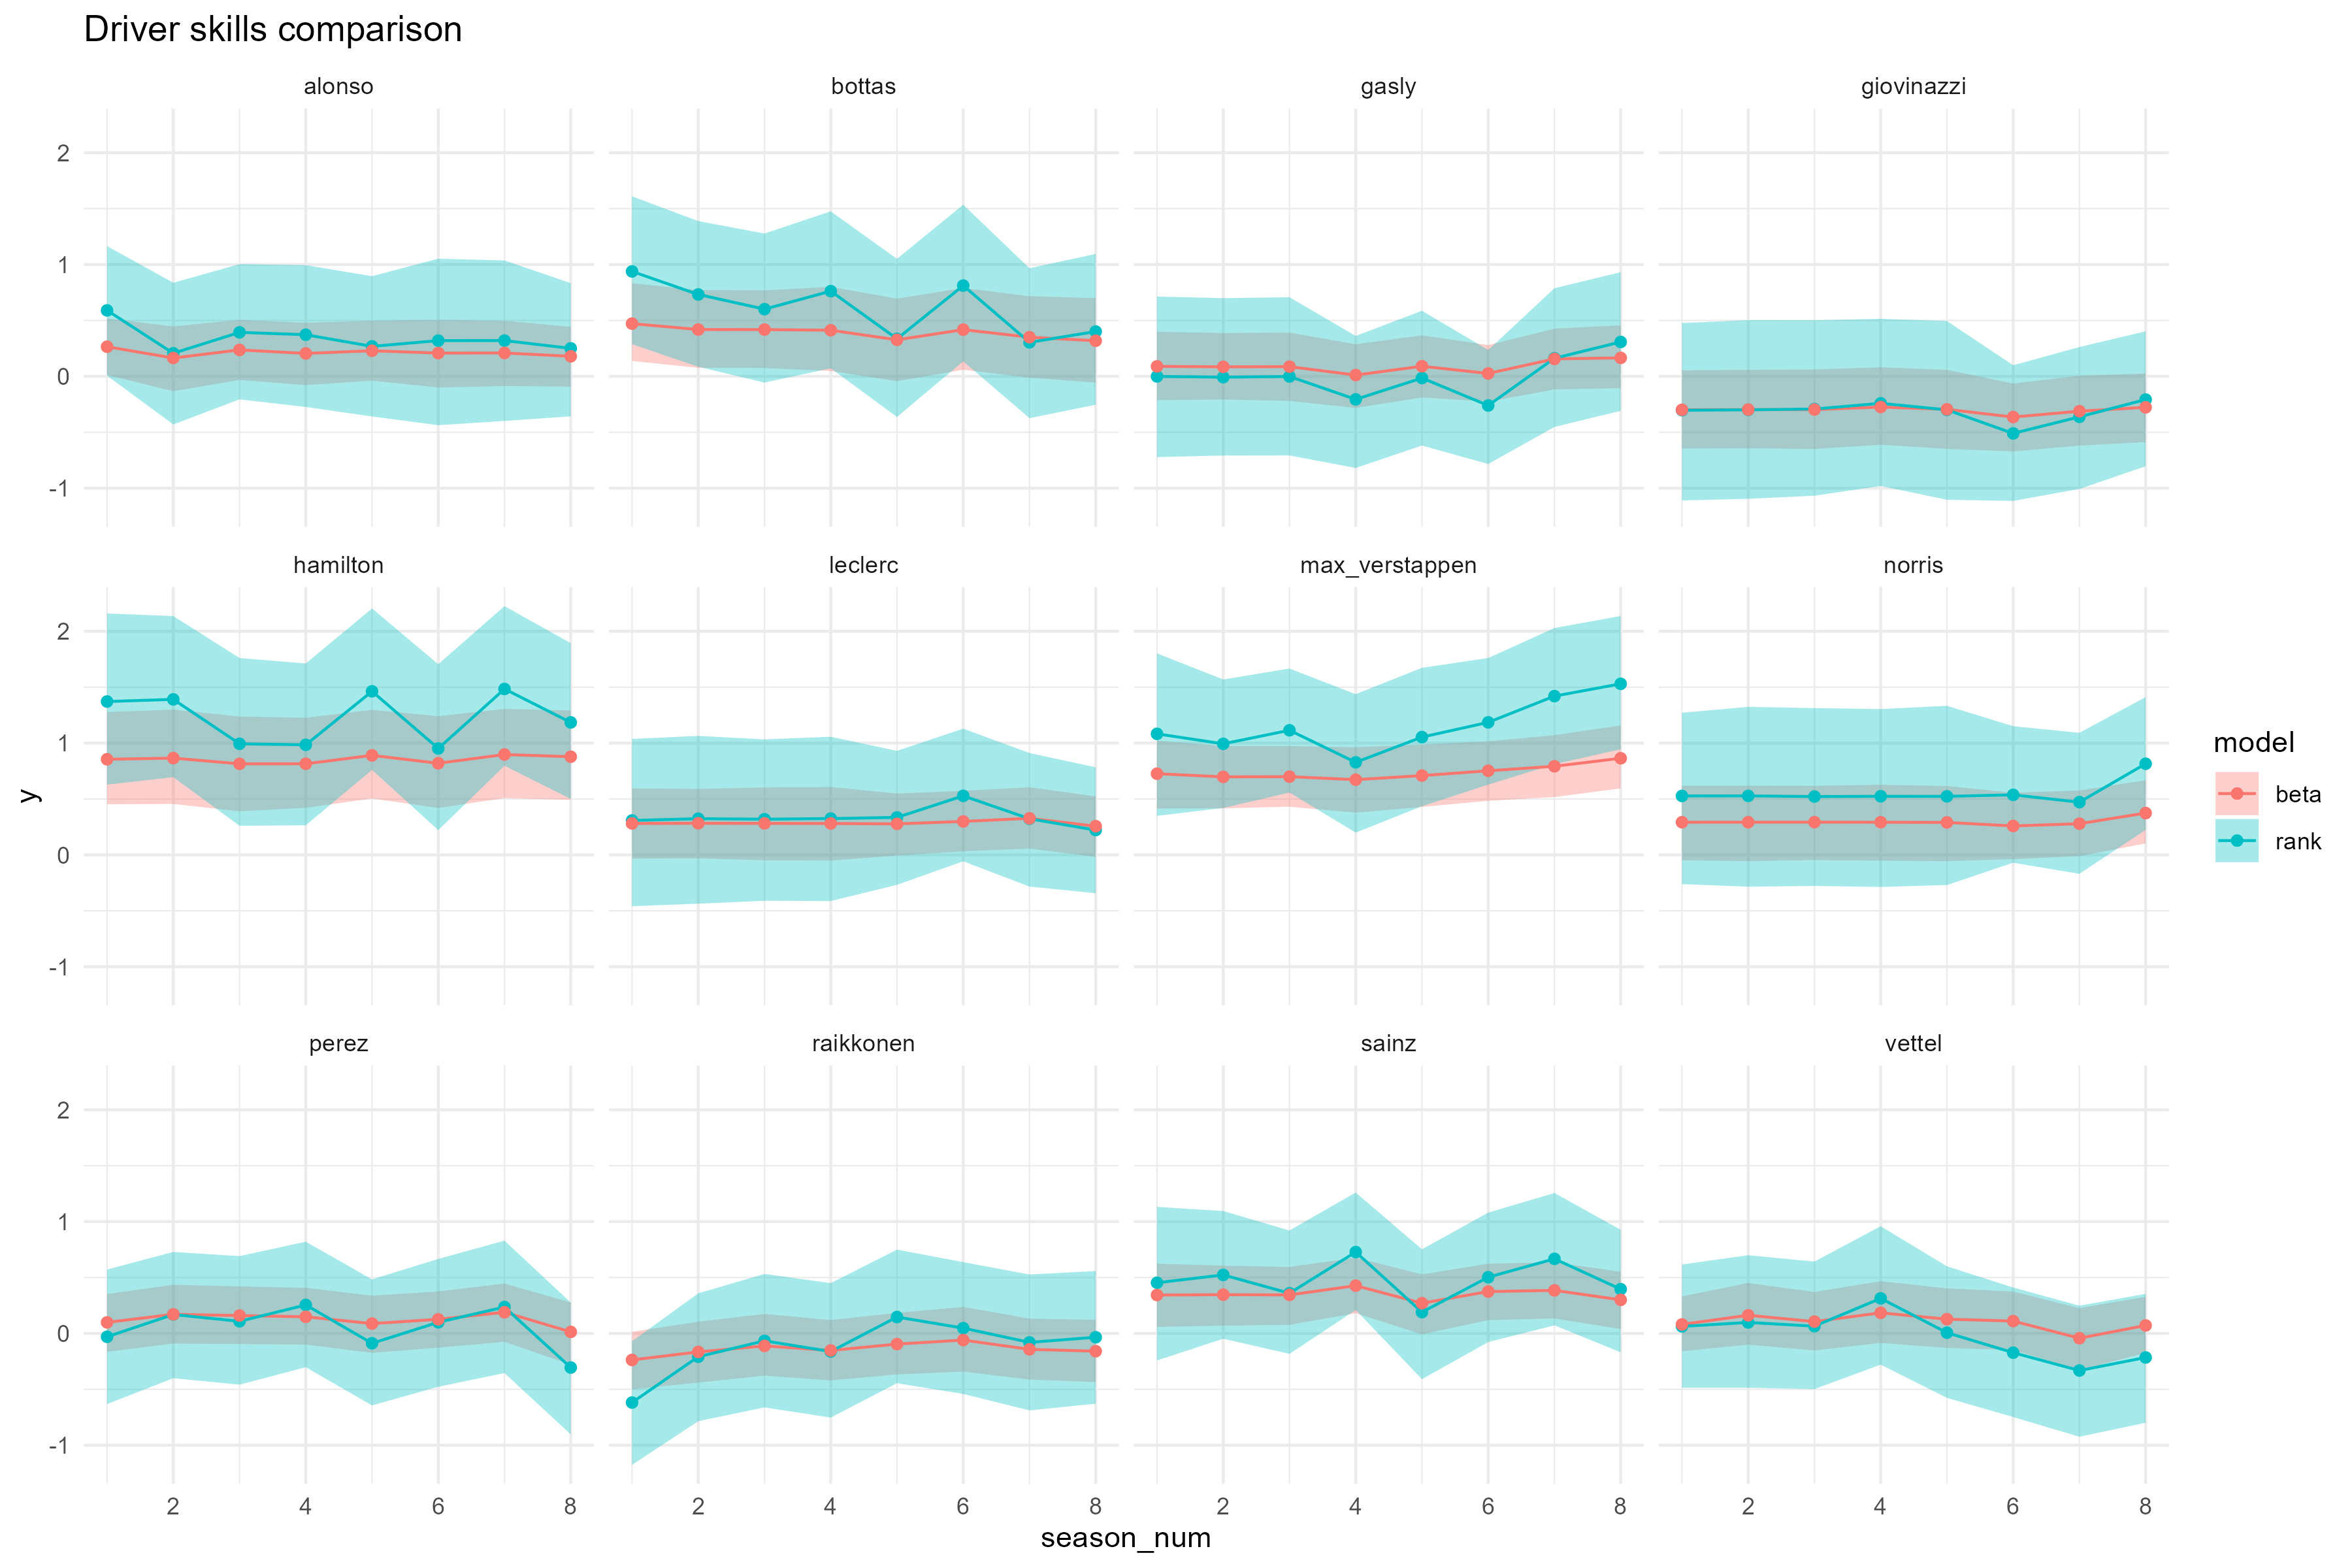 Driver skills comparison
alonso bottas gasly giovinazzi
2
1
0
-1
hamilton leclerc max_verstappen norris
2
1
0
-1
y
model
beta
rank
perez raikkonen sainz vettel
2
1
0
-1
2 4 6 8 2 4 6 8 2 4 6 8 2 4 6 8
season_num